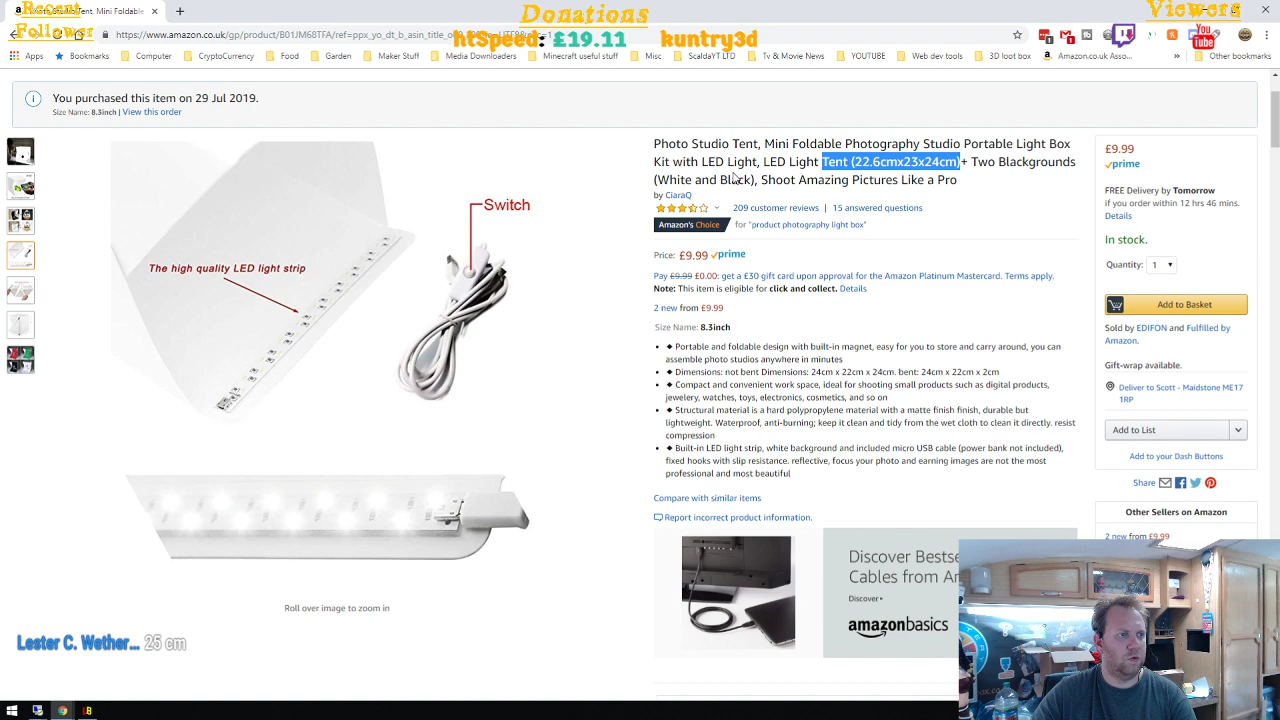 Recent
Follower
Donations
Viewers
htSpeed: £19.11 kuntry3d
Studio Tent, Mini Foldable
https://www.amazon.co.uk/gp/product/B01JM68TFA/ref=ppx_yo_dt_b_asin_title_o0
Apps
Bookmarks
Computer
CryptoCurrency
Food
Garden
Maker Stuff
Media Downloaders
Minecraft useful stuff
Misc
ScaldaYT LTD
Tv & Movie News
YOUTUBE
Web dev tools
3D loot box
Amazon.co.uk Asso...
Other bookmarks
You purchased this item on 29 Jul 2019.
Size Name: 8.3inch | View this order
Photo Studio Tent, Mini Foldable Photography Studio Portable Light Box
Kit with LED Light, LED Light Tent (22.6cmx23x24cm)+ Two Blackgrounds
(White and Black), Shoot Amazing Pictures Like a Pro
by CiaraQ
209 customer reviews | 15 answered questions
Amazon's Choice for "product photography light box"
Price: £9.99 prime
Pay £9.99 £0.00: get a £30 gift card upon approval for the Amazon Platinum Mastercard. Terms apply.
Note: This item is eligible for click and collect. Details
2 new from £9.99
Size Name: 8.3inch
◆ Portable and foldable design with built-in magnet, easy for you to store and carry around, you can
assemble photo studios anywhere in minutes
◆ Dimensions: not bent Dimensions: 24cm x 22cm x 24cm. bent: 24cm x 22cm x 2cm
◆ Compact and convenient work space, ideal for shooting small products such as digital products,
jewelery, watches, toys, electronics, cosmetics, and so on
◆ Structural material is a hard polypropylene material with a matte finish finish, durable but
lightweight. Waterproof, anti-burning; keep it clean and tidy from the wet cloth to clean it directly. resist
compression
◆ Built-in LED light strip, white background and included micro USB cable (power bank not included),
fixed hooks with slip resistance. reflective, focus your photo and earning images are not the most
professional and most beautiful
Compare with similar items
Report incorrect product information.
Discover Bestse
Cables from Am
Discover
amazonbasics
£9.99
prime
FREE Delivery by Tomorrow
if you order within 12 hrs 46 mins.
Details
In stock.
Quantity: 1
Add to Basket
Sold by EDIFON and Fulfilled by
Amazon.
Gift-wrap available.
Deliver to Scott - Maidstone ME17
1RP
Add to List
Add to your Dash Buttons
Share
Other Sellers on Amazon
2 new from £9.99
Switch
The high quality LED light strip
Roll over image to zoom in
Lester C. Wether... 25 cm